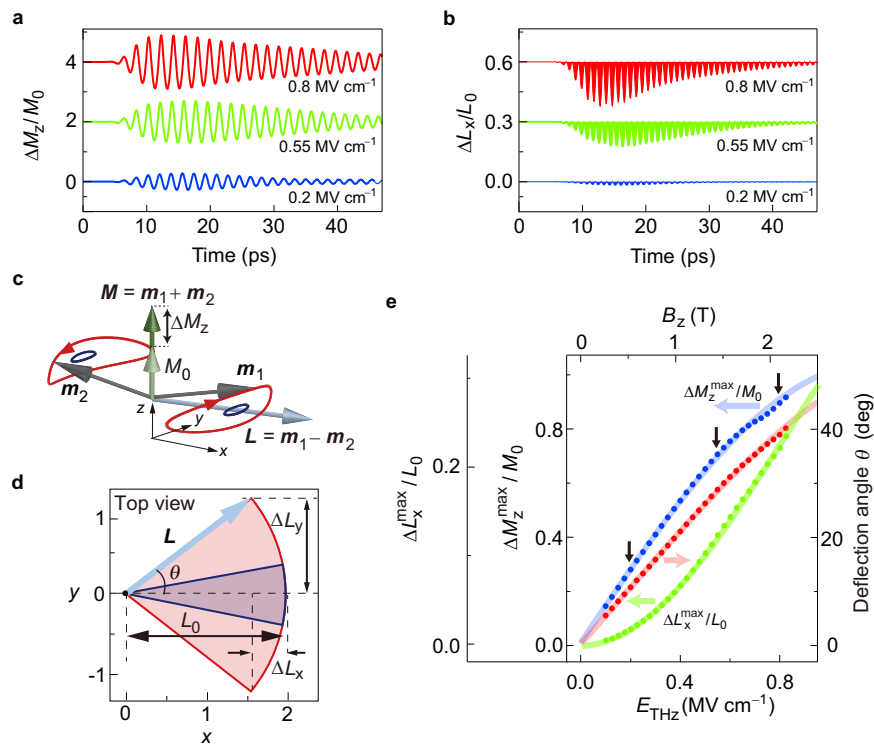 a
ΔM_z/M_0
4
2
0
0.8 MV cm⁻¹
0.55 MV cm⁻¹
0.2 MV cm⁻¹
0 10 20 30 40
Time (ps)
b
ΔL_x/L_0
0.6
0.3
0.0
0.8 MV cm⁻¹
0.55 MV cm⁻¹
0.2 MV cm⁻¹
0 20 40
Time (ps)
c
M = m_1 + m_2
ΔM_z
M_0
m_1
m_2
z
y
x
L = m_1 − m_2
d
Top view
L
ΔL_y
θ
L_0
ΔL_x
1
0
-1
y
0 1 2
x
e
B_z (T)
0 1 2
ΔL_x^max / L_0
0.2
0.0
ΔM_z^max / M_0
0.8
0.4
0.0
ΔM_z^max/M_0
ΔL_x^max/L_0
40
20
0
Deflection angle θ (deg)
0.0 0.4 0.8
E_THz (MV cm⁻¹)